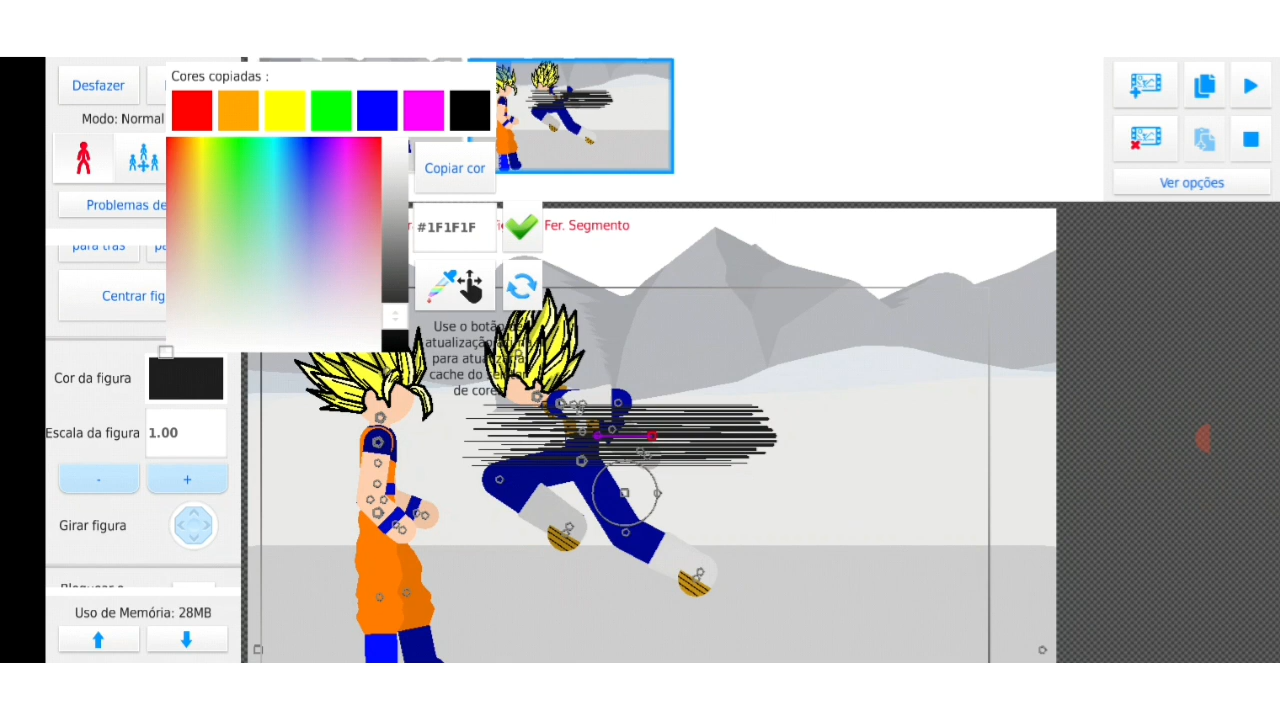 Cores copiadas :
Desfazer
Modo: Normal
Copiar cor
Problemas de
#1F1F1F
Fer. Segmento
Ver opções
para trás
Centrar fig
Use o botão
atualização
para
cache do
de cores
Cor da figura
Escala da figura
1.00
-
+
Girar figura
Uso de Memória: 28MB